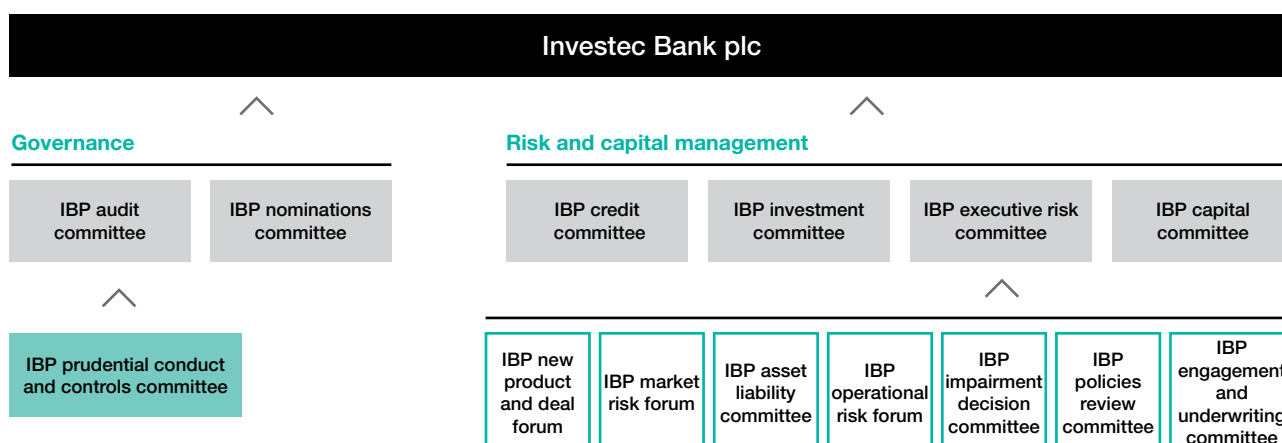 Investec Bank plc
Governance
Risk and capital management
IBP audit
committee
IBP nominations
committee
IBP credit
committee
IBP investment
committee
IBP executive risk
committee
IBP capital
committee
IBP prudential conduct
and controls committee
IBP new
product
and deal
forum
IBP market
risk forum
IBP asset
liability
committee
IBP
operational
risk forum
IBP
impairment
decision
committee
IBP
policies
review
committee
IBP
engagement
and
underwriting
committee